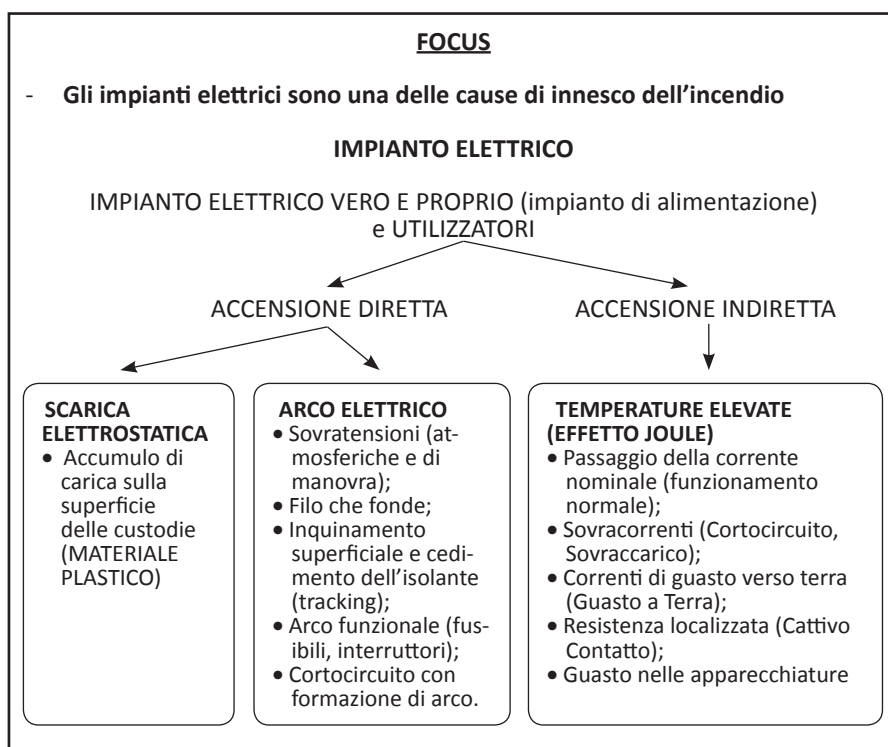 FOCUS
- Gli impianti elettrici sono una delle cause di innesco dell’incendio
IMPIANTO ELETTRICO
IMPIANTO ELETTRICO VERO E PROPRIO (impianto di alimentazione)
e UTILIZZATORI
ACCENSIONE DIRETTA
ACCENSIONE INDIRETTA
SCARICA
ELETTROSTATICA
• Accumulo di
carica sulla
superficie
delle custodie
(MATERIALE
PLASTICO)
ARCO ELETTRICO
• Sovratensioni (at-
mosferiche e di
manovra);
• Filo che fonde;
• Inquinamento
superficiale e cedi-
mento dell’isolante
(tracking);
• Arco funzionale (fus-
ibili, interruttori);
• Cortocircuito con
formazione di arco.
TEMPERATURE ELEVATE
(EFFETTO JOULE)
• Passaggio della corrente
nominale (funzionamento
normale);
• Sovracorrenti (Cortocircuito,
Sovraccarico);
• Correnti di guasto verso terra
(Guasto a Terra);
• Resistenza localizzata (Cattivo
Contatto);
• Guasto nelle apparecchiature